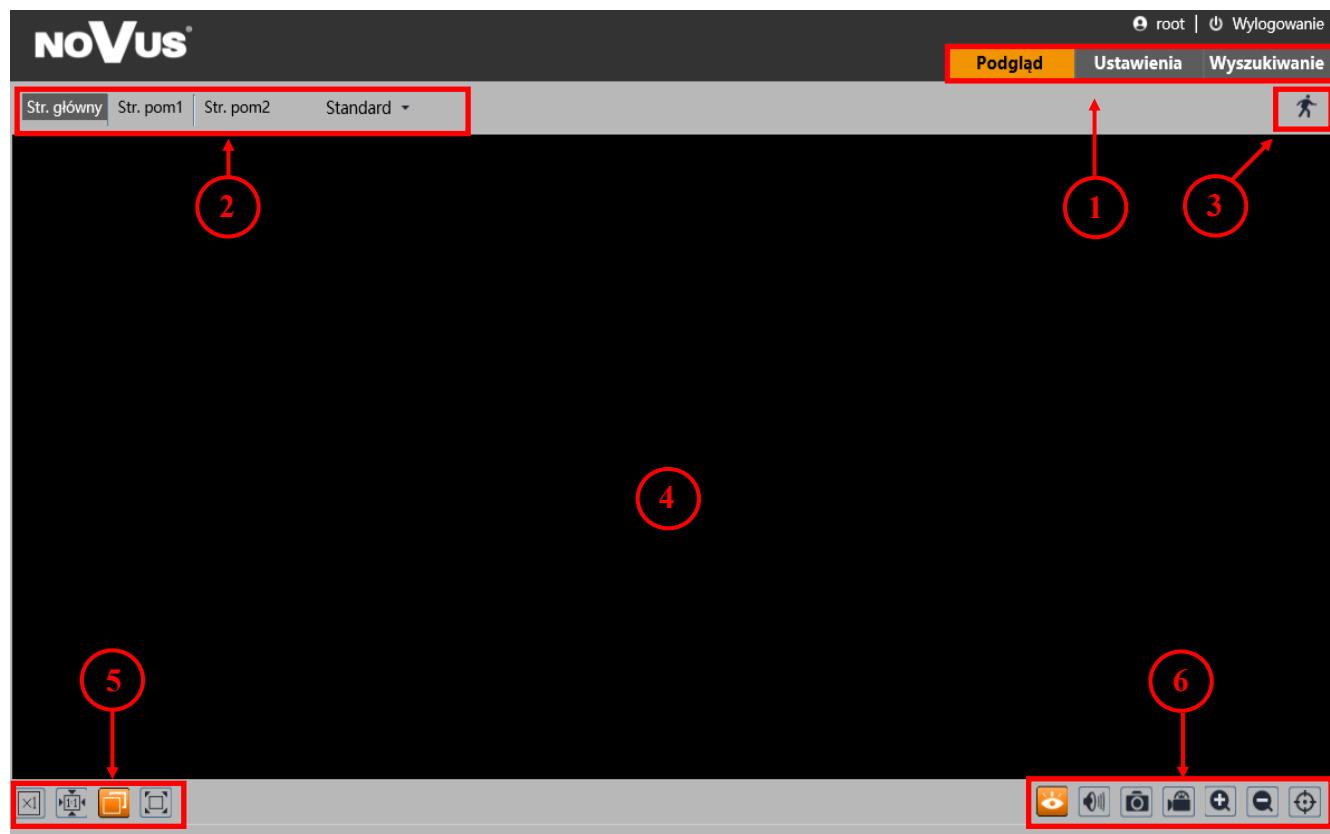 NOVUS®
root | Wylogowanie
Podgląd Ustawienia Wyszukiwanie
Str. główny Str. pom1 Str. pom2 Standard
2
1
3
4
5
6
×1 1:1